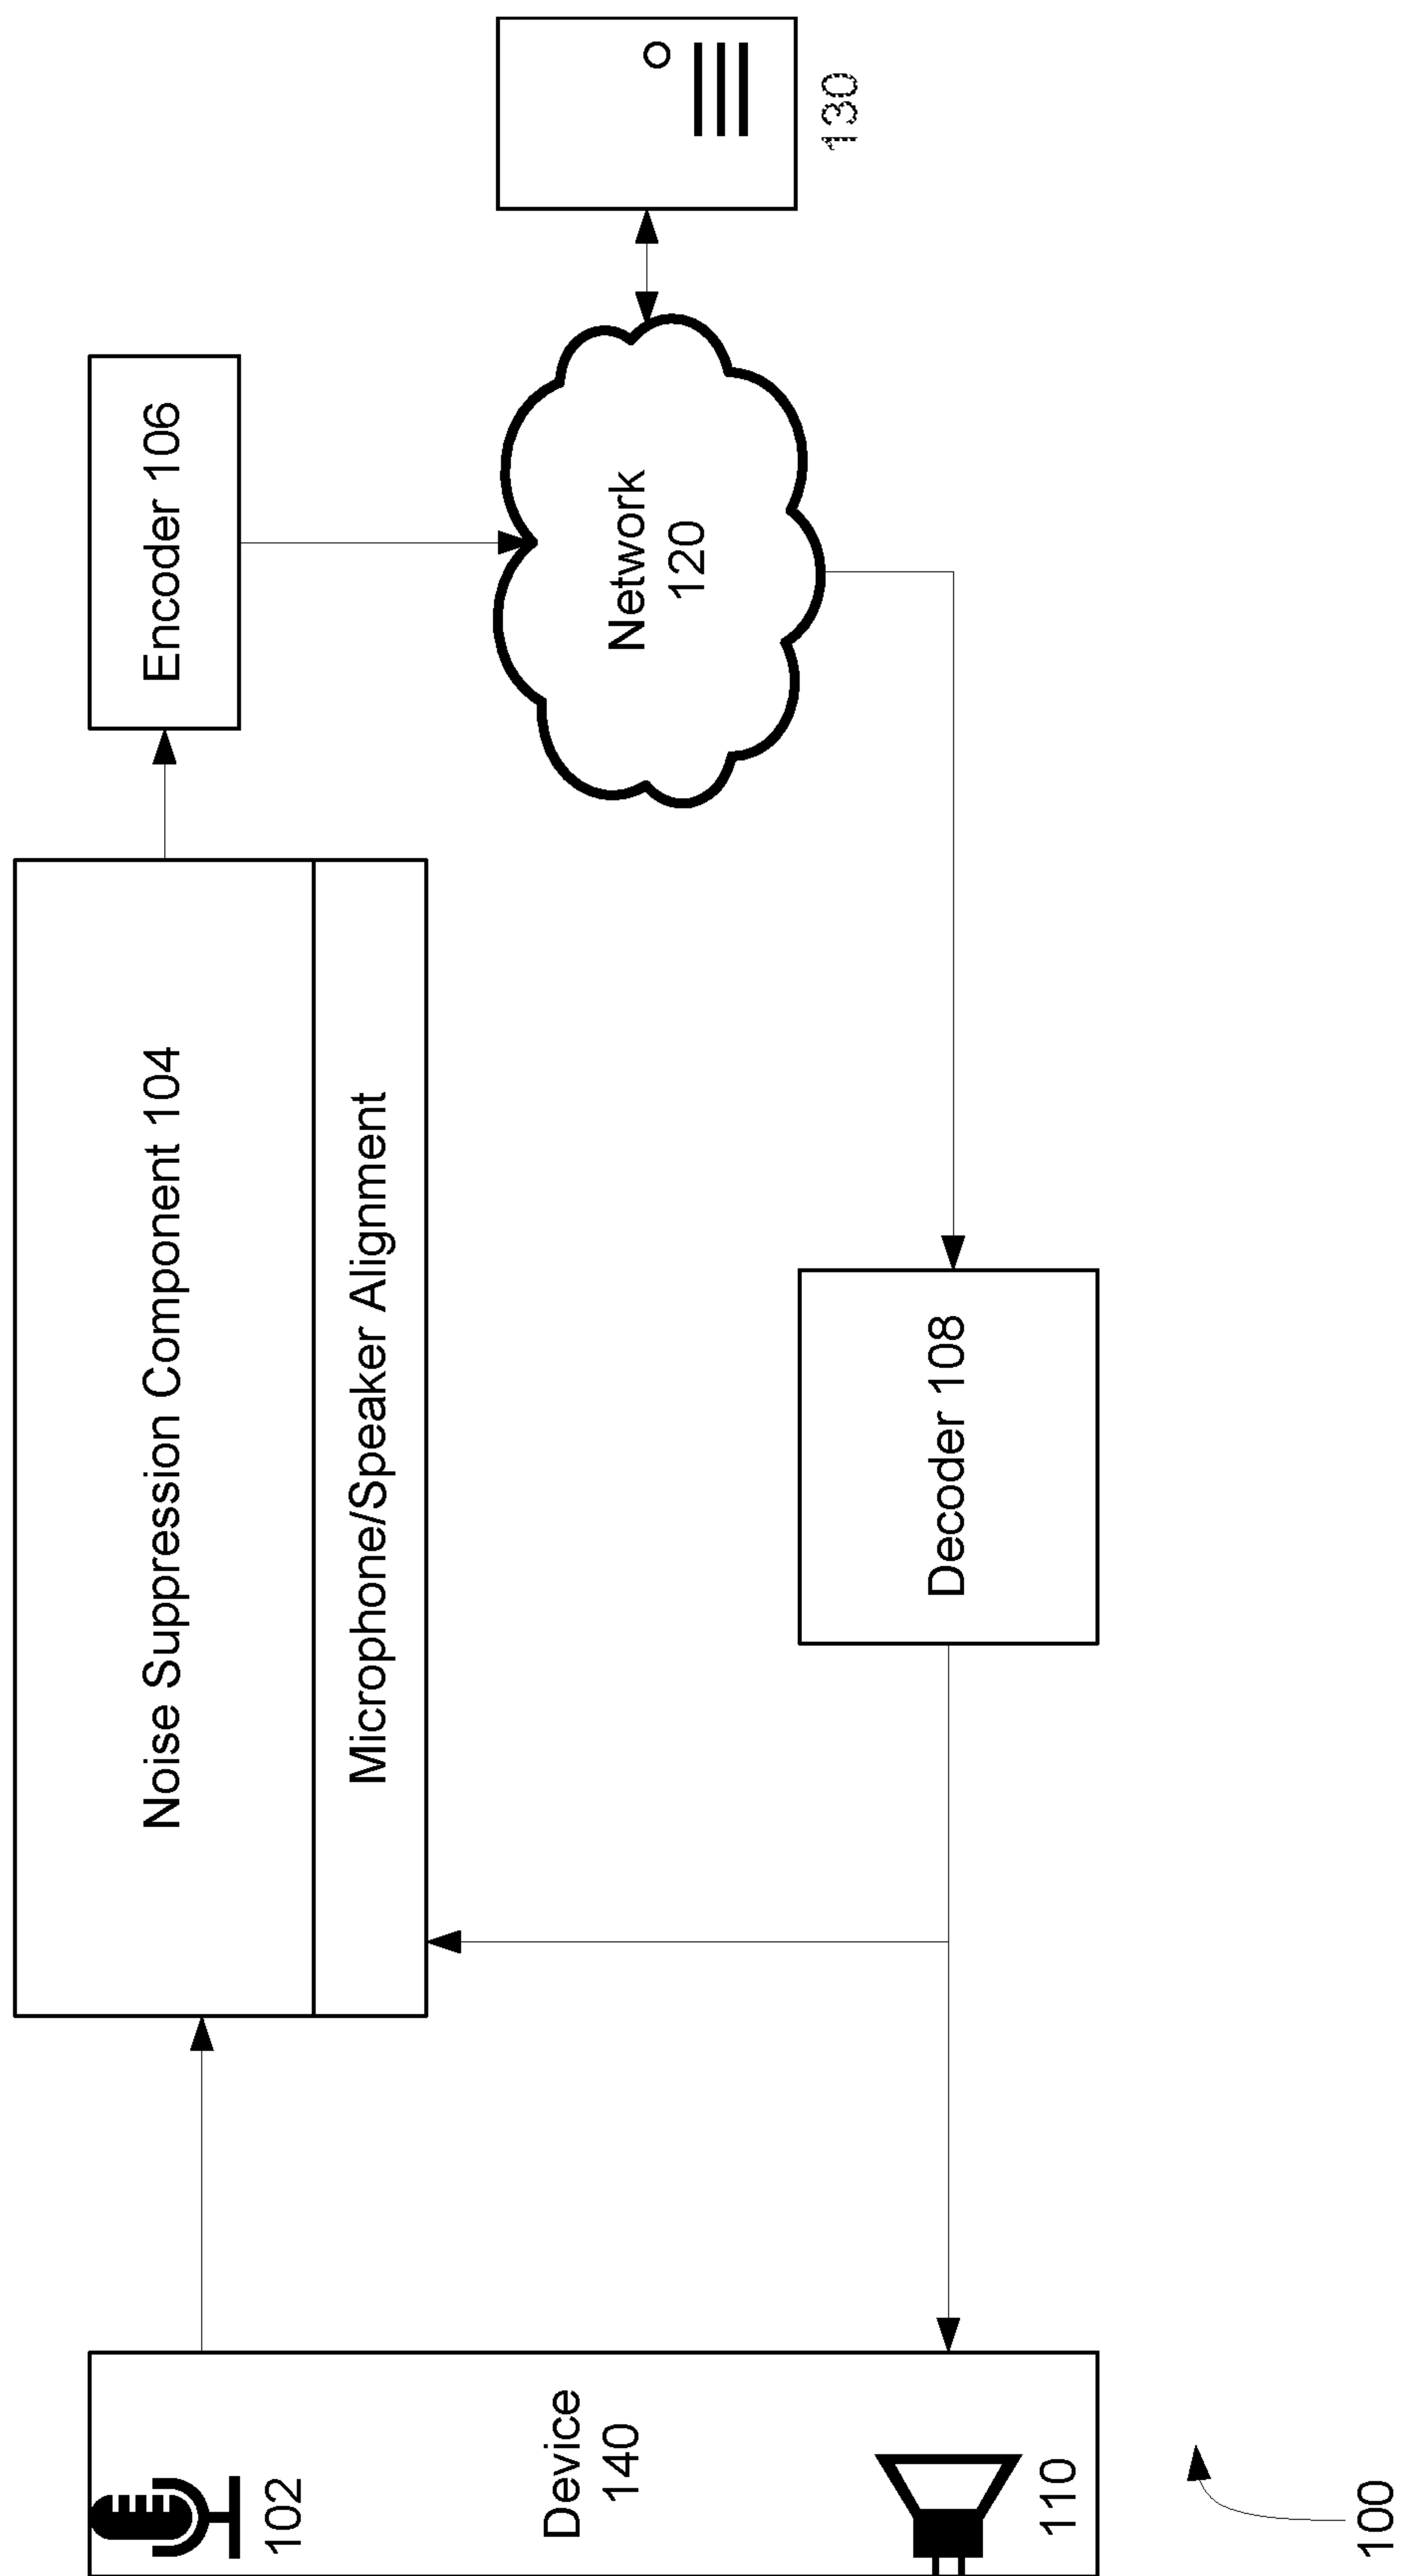 102
Device
140
110
Noise Suppression Component 104
Microphone/Speaker Alignment
Encoder 106
Network
120
130
Decoder 108
100